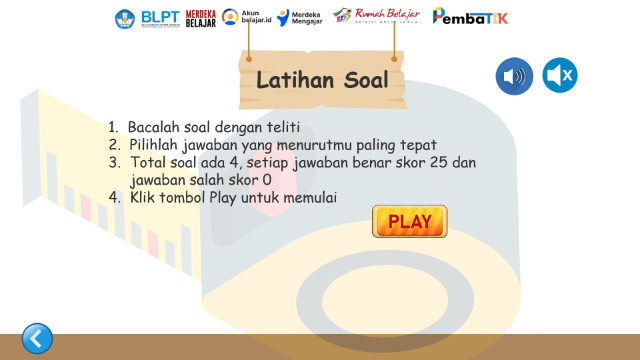 BLPT
MERDEKA
BELAJAR
Akun
belajar.id
Merdeka
Mengajar
Rumah Belajar
PembaTIK
Latihan Soal
1. Bacalah soal dengan teliti
2. Pilihlah jawaban yang menurutmu paling tepat
3. Total soal ada 4, setiap jawaban benar skor 25 dan
jawaban salah skor 0
4. Klik tombol Play untuk memulai
PLAY